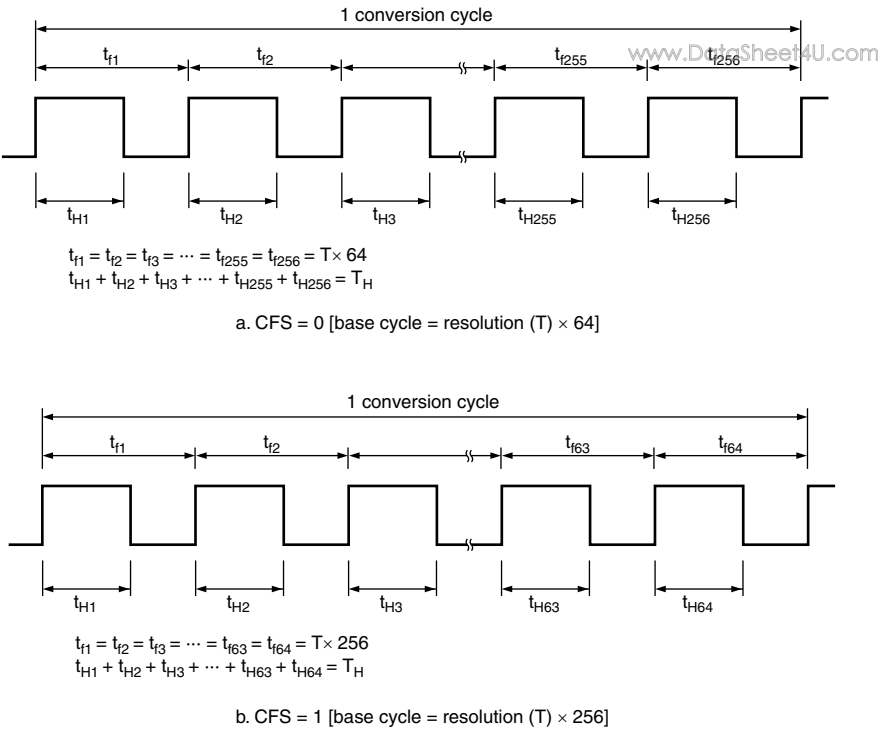 1 conversion cycle
www.DataSheet4U.com
tf1 tf2 tf255 tf256
tH1 tH2 tH3 tH255 tH256
tf1 = tf2 = tf3 = ··· = tf255 = tf256 = T× 64
tH1 + tH2 + tH3 + ··· + tH255 + tH256 = TH
a. CFS = 0 [base cycle = resolution (T) × 64]
1 conversion cycle
tf1 tf2 tf63 tf64
tH1 tH2 tH3 tH63 tH64
tf1 = tf2 = tf3 = ··· = tf63 = tf64 = T× 256
tH1 + tH2 + tH3 + ··· + tH63 + tH64 = TH
b. CFS = 1 [base cycle = resolution (T) × 256]